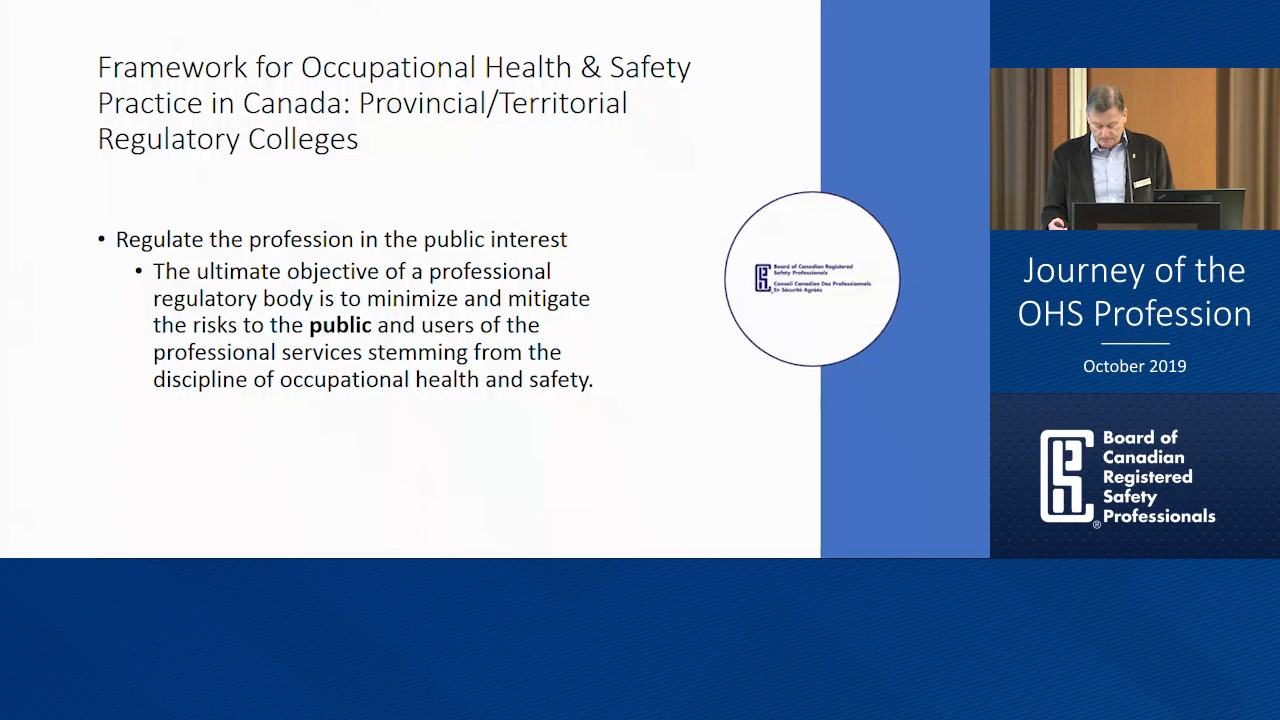 Framework for Occupational Health & Safety
Practice in Canada: Provincial/Territorial
Regulatory Colleges
• Regulate the profession in the public interest
• The ultimate objective of a professional
regulatory body is to minimize and mitigate
the risks to the public and users of the
professional services stemming from the
discipline of occupational health and safety.
Board of Canadian Registered
Safety Professionals
Conseil Canadien Des Professionnels
En Sécurité Agréés
Journey of the
OHS Profession
October 2019
Board of
Canadian
Registered
Safety
Professionals
®